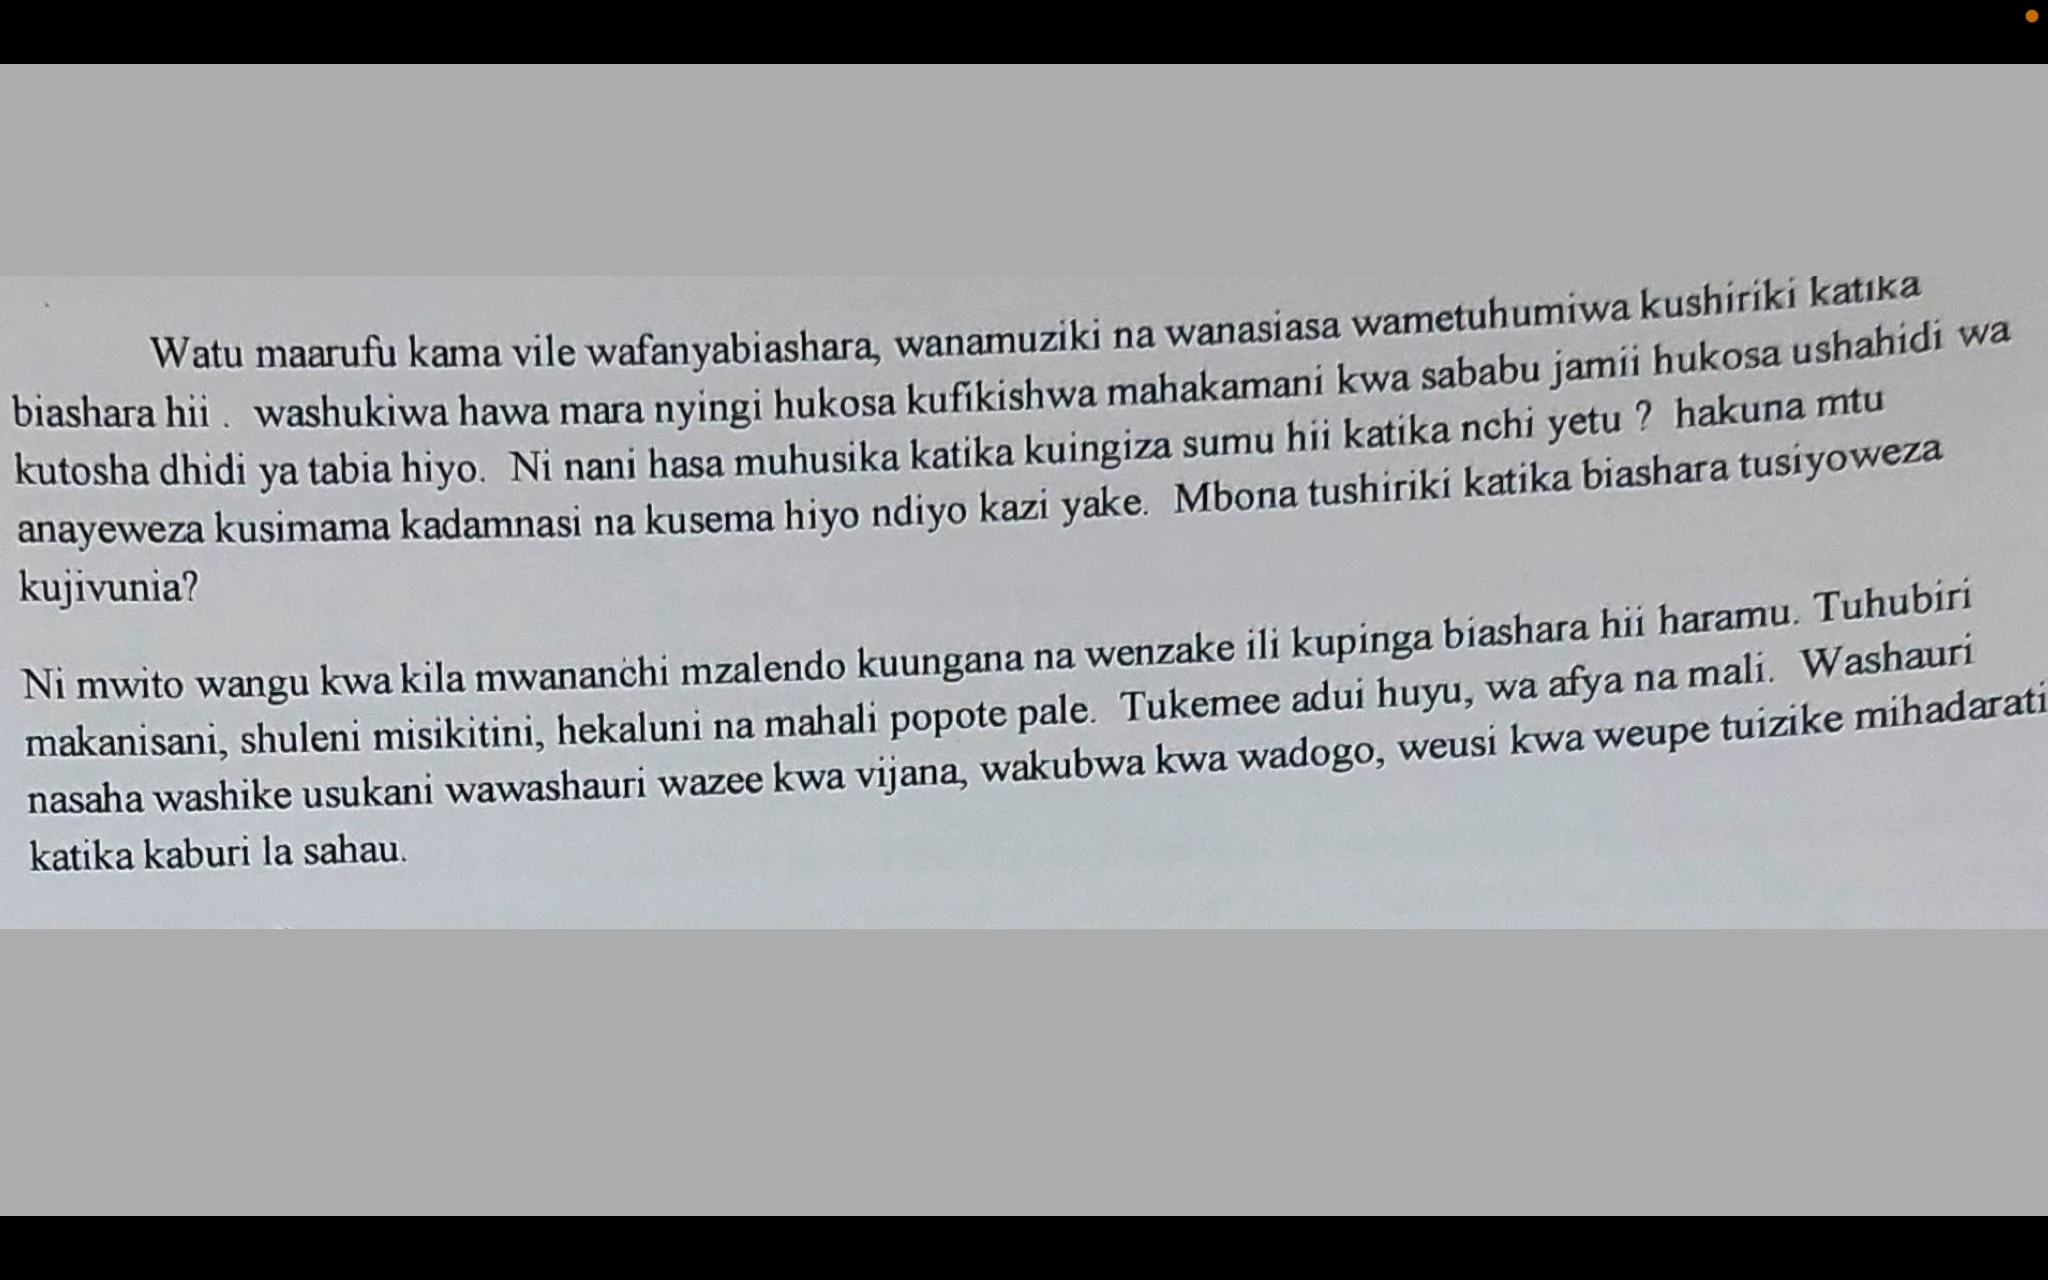 Watu maarufu kama vile wafanyabiashara, wanamuziki na wanasiasa wametuhumiwa kushiriki katika
biashara hii . washukiwa hawa mara nyingi hukosa kufikishwa mahakamani kwa sababu jamii hukosa ushahidi wa
kutosha dhidi ya tabia hiyo. Ni nani hasa muhusika katika kuingiza sumu hii katika nchi yetu ? hakuna mtu
anayeweza kusimama kadamnasi na kusema hiyo ndiyo kazi yake. Mbona tushiriki katika biashara tusiyoweza
kujivunia?
Ni mwito wangu kwa kila mwananchi mzalendo kuungana na wenzake ili kupinga biashara hii haramu. Tuhubiri
makanisani, shuleni misikitini, hekaluni na mahali popote pale. Tukemee adui huyu, wa afya na mali. Washauri
nasaha washike usukani wawashauri wazee kwa vijana, wakubwa kwa wadogo, weusi kwa weupe tuizike mihadarati
katika kaburi la sahau.